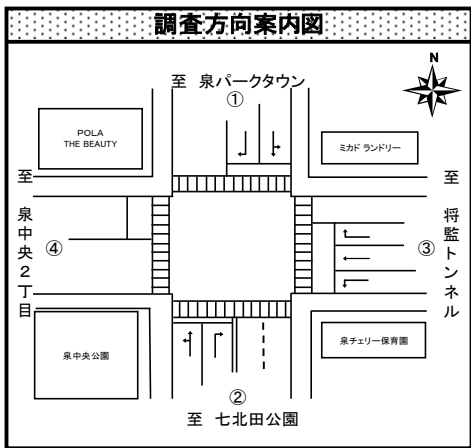 調査方向案内図
至 泉パークタウン
①
N
POLA
THE BEAUTY
ミカド ランドリー
至 泉中央2丁目
④
③
至 将監トンネル
泉中央公園
泉チェリー保育園
②
至 七北田公園